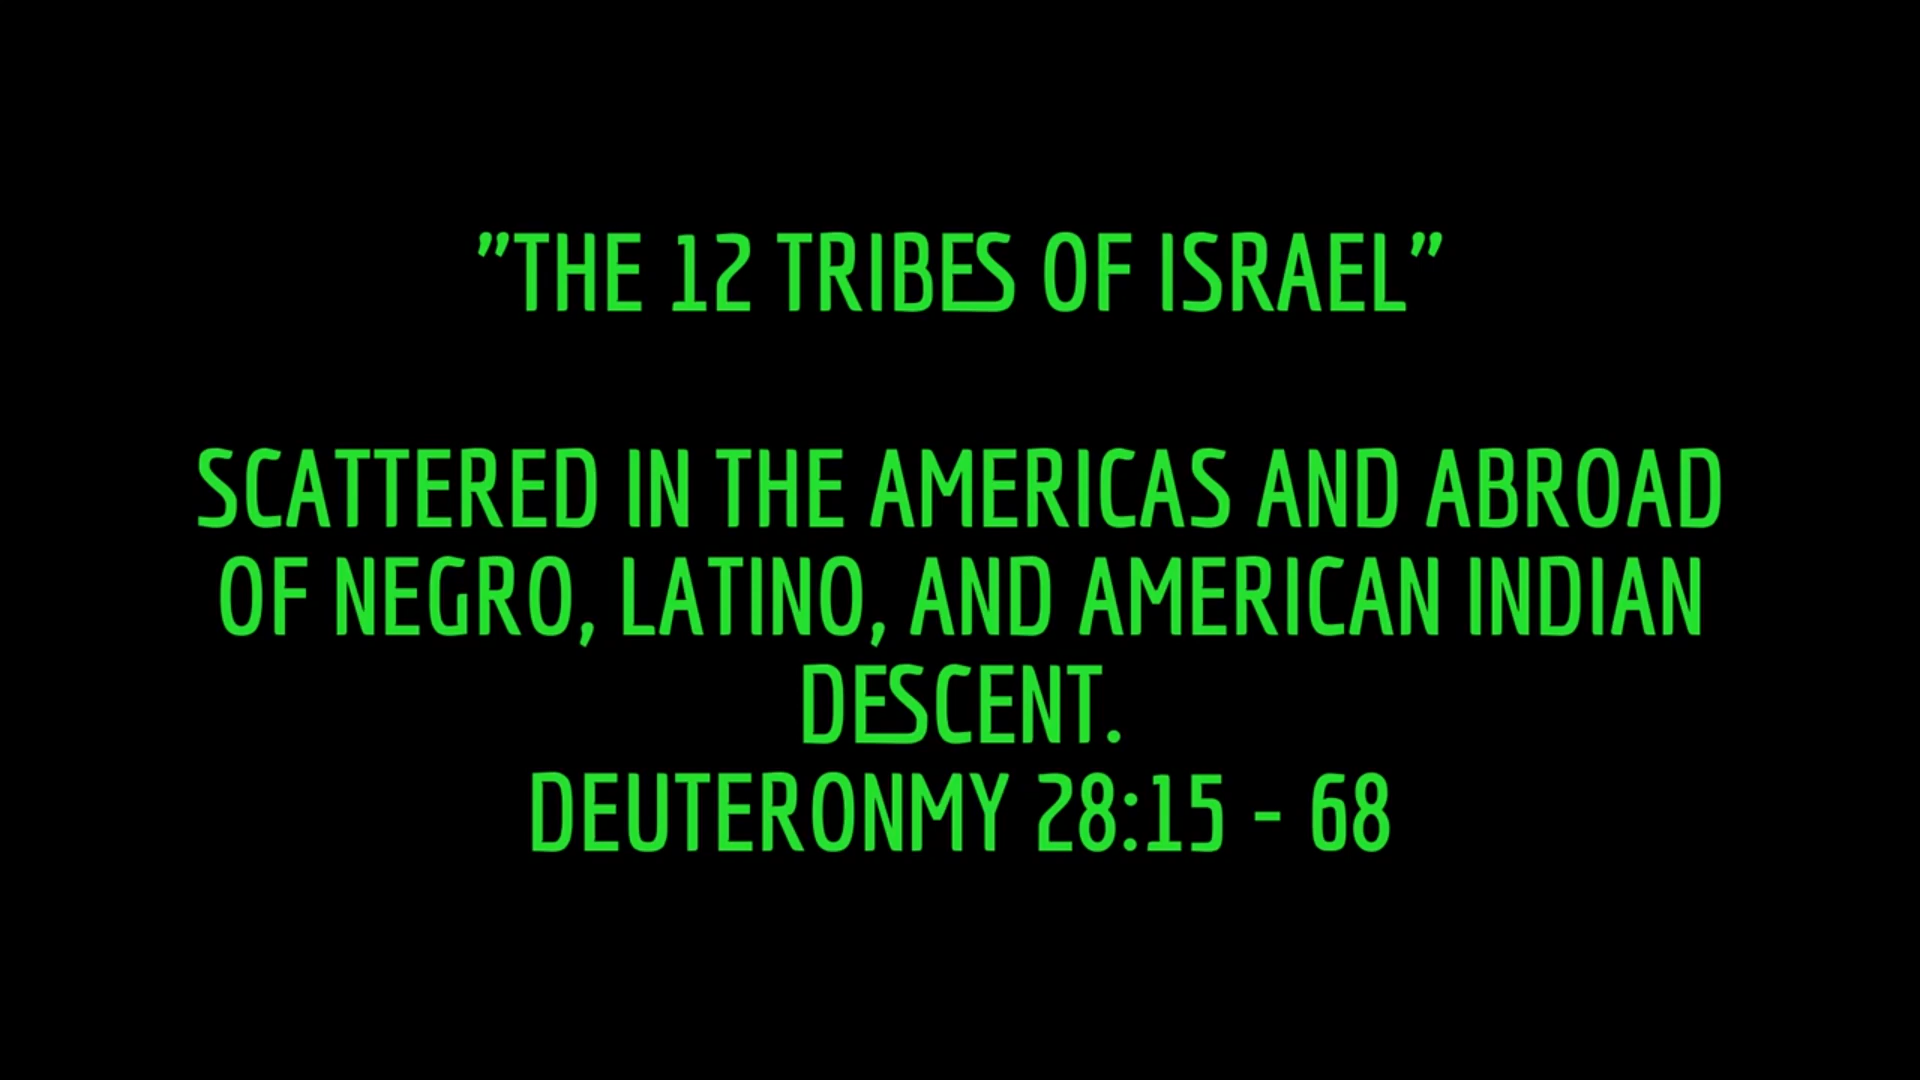 "THE 12 TRIBES OF ISRAEL"
SCATTERED IN THE AMERICAS AND ABROAD
OF NEGRO, LATINO, AND AMERICAN INDIAN
DESCENT.
DEUTERONMY 28:15 - 68